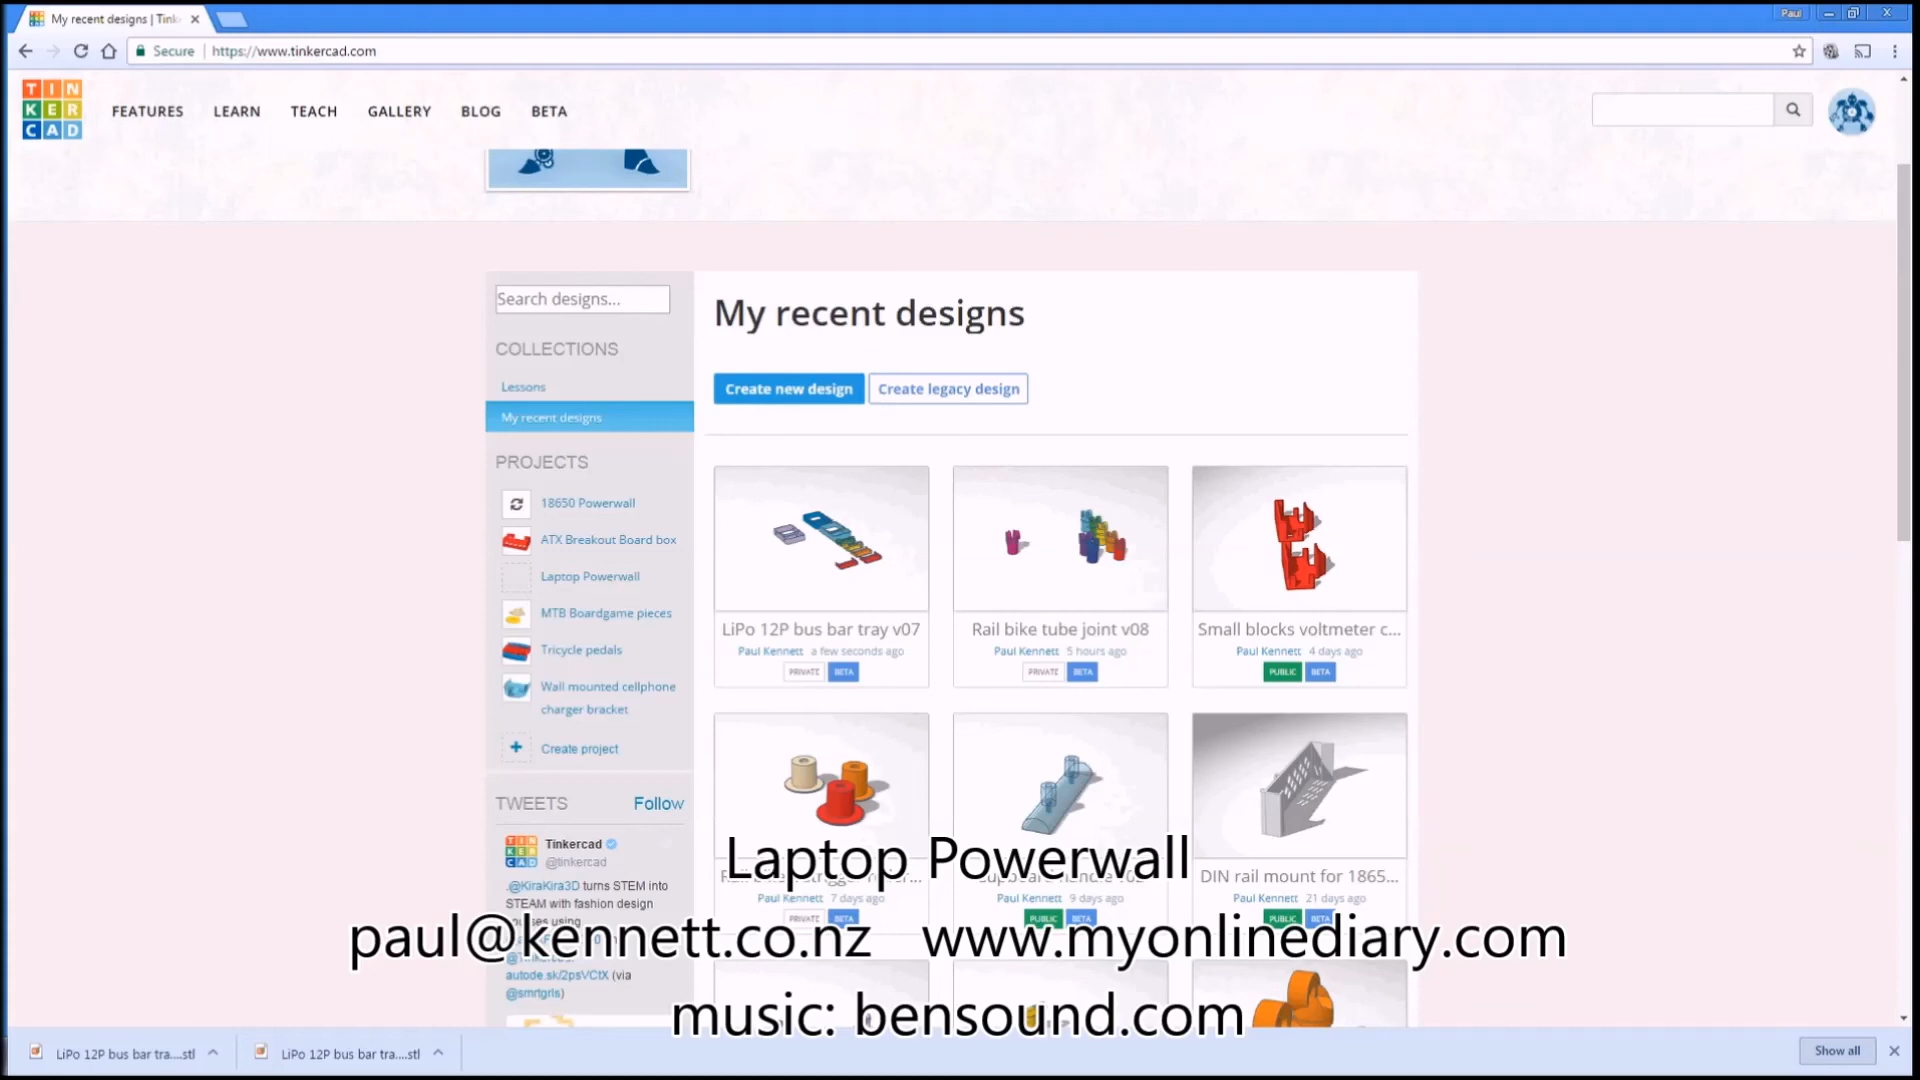 My recent designs | Tink
Paul
Secure
https://www.tinkercad.com
TIN
KER
CAD
FEATURES
LEARN
TEACH
GALLERY
BLOG
BETA
Search designs...
COLLECTIONS
Lessons
My recent designs
PROJECTS
18650 Powerwall
ATX Breakout Board box
Laptop Powerwall
MTB Boardgame pieces
Tricycle pedals
Wall mounted cellphone
charger bracket
Create project
TWEETS
Follow
Tinkercad
@tinkercad
.@KiraKira3D turns STEM into
STEAM with fashion design
using
autode.sk/2psVCtX (via
@smrtgrls)
My recent designs
Create new design
Create legacy design
LiPo 12P bus bar tray v07
Paul Kennett a few seconds ago
PRIVATE BETA
Rail bike tube joint v08
Paul Kennett 5 hours ago
PRIVATE BETA
Small blocks voltmeter c...
Paul Kennett 4 days ago
PUBLIC BETA
Paul Kennett 7 days ago
PRIVATE BETA
Paul Kennett 9 days ago
PUBLIC BETA
DIN rail mount for 1865...
Paul Kennett 21 days ago
PUBLIC BETA
Laptop Powerwall
paul@kennett.co.nz www.myonlinediary.com
music: bensound.com
LiPo 12P bus bar tra....stl
LiPo 12P bus bar tra....stl
Show all